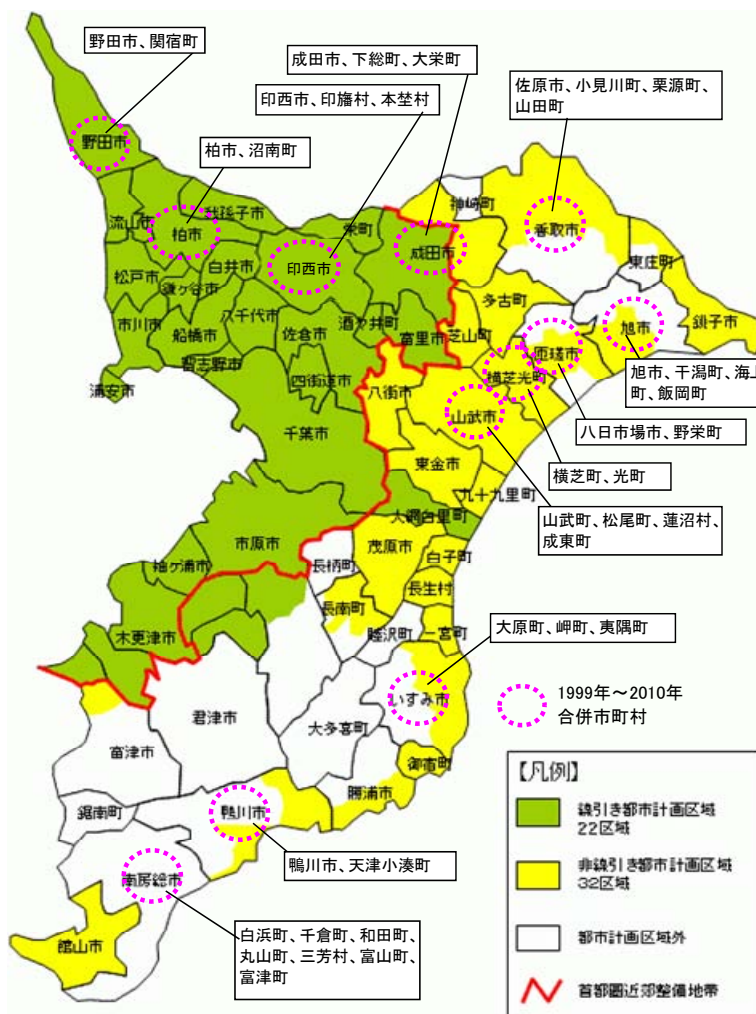 野田市、関宿町
成田市、下総町、大栄町
印西市、印旛村、本埜村
佐原市、小見川町、栗源町、
山田町
柏市、沼南町
野田市
神崎町
流山市
我孫子市
柏市
栄町
香取市
成田市
白井市
印西市
東庄町
松戸市
鎌ヶ谷市
多古町
市川市
船橋市
八千代市
佐倉市
酒々井町
富里市
芝山町
旭市
銚子市
匝瑳市
習志野市
四街道市
八街市
横芝光町
浦安市
旭市、干潟町、海上
町、飯岡町
山武市
千葉市
八日市場市、野栄町
東金市
横芝町、光町
九十九里町
大網白里町
山武町、松尾町、蓮沼村、
成東町
市原市
茂原市
白子町
長柄町
袖ヶ浦市
長生村
長南町
木更津市
睦沢町
一宮町
大原町、岬町、夷隅町
いすみ市
1999年～2010年
合併市町村
君津市
大多喜町
富津市
御宿町
【凡例】
勝浦市
鋸南町
鴨川市
線引き都市計画区域
22区域
鴨川市、天津小湊町
非線引き都市計画区域
32区域
南房総市
館山市
白浜町、千倉町、和田町、
丸山町、三芳村、富山町、
富津町
都市計画区域外
首都圏近郊整備地帯